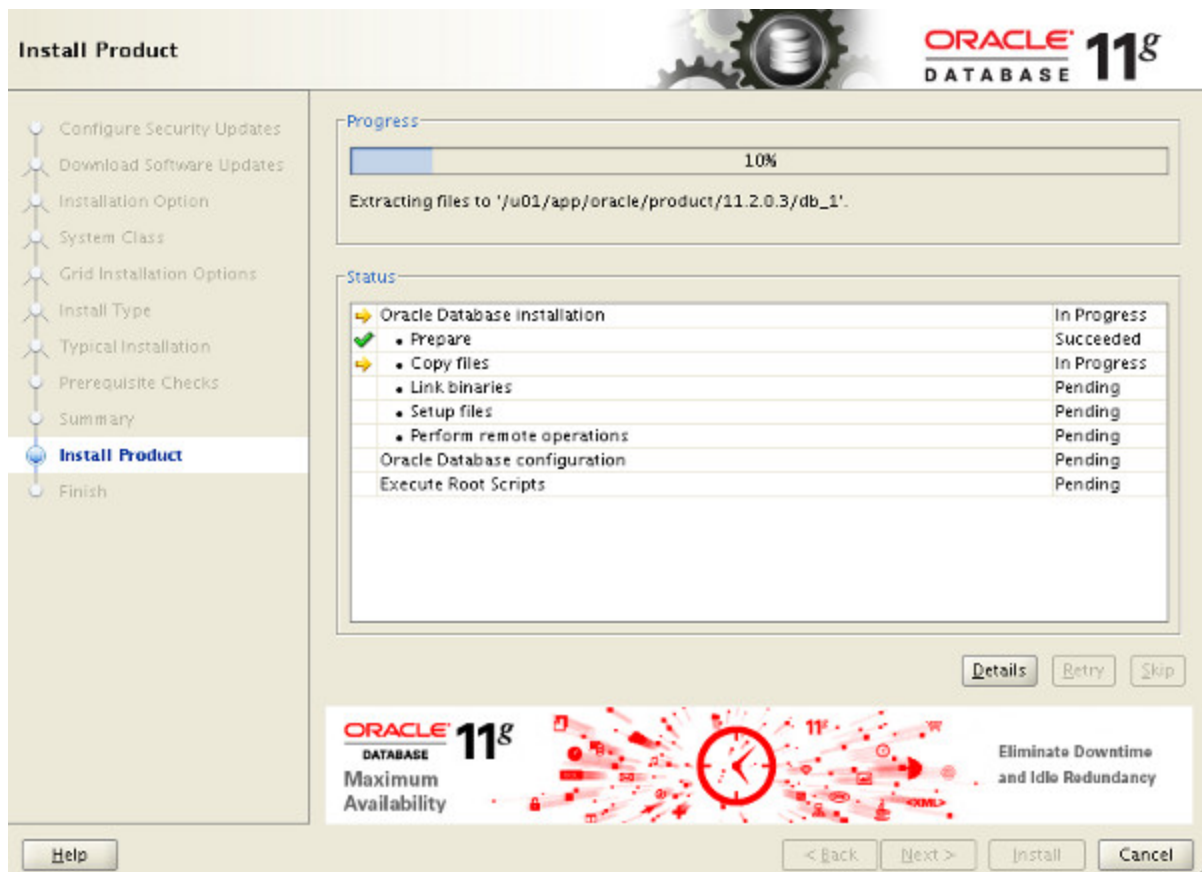 Install Product
ORACLE 11g
DATABASE
Configure Security Updates
Download Software Updates
Installation Option
System Class
Grid Installation Options
Install Type
Typical Installation
Prerequisite Checks
Summary
Install Product
Finish
Progress
10%
Extracting files to '/u01/app/oracle/product/11.2.0.3/db_1'.
Status
Oracle Database installation In Progress
• Prepare Succeeded
• Copy files In Progress
• Link binaries Pending
• Setup files Pending
• Perform remote operations Pending
Oracle Database configuration Pending
Execute Root Scripts Pending
Details Retry Skip
ORACLE 11g
DATABASE
Maximum
Availability
11g
<XML>
Eliminate Downtime
and Idle Redundancy
Help < Back Next > Install Cancel